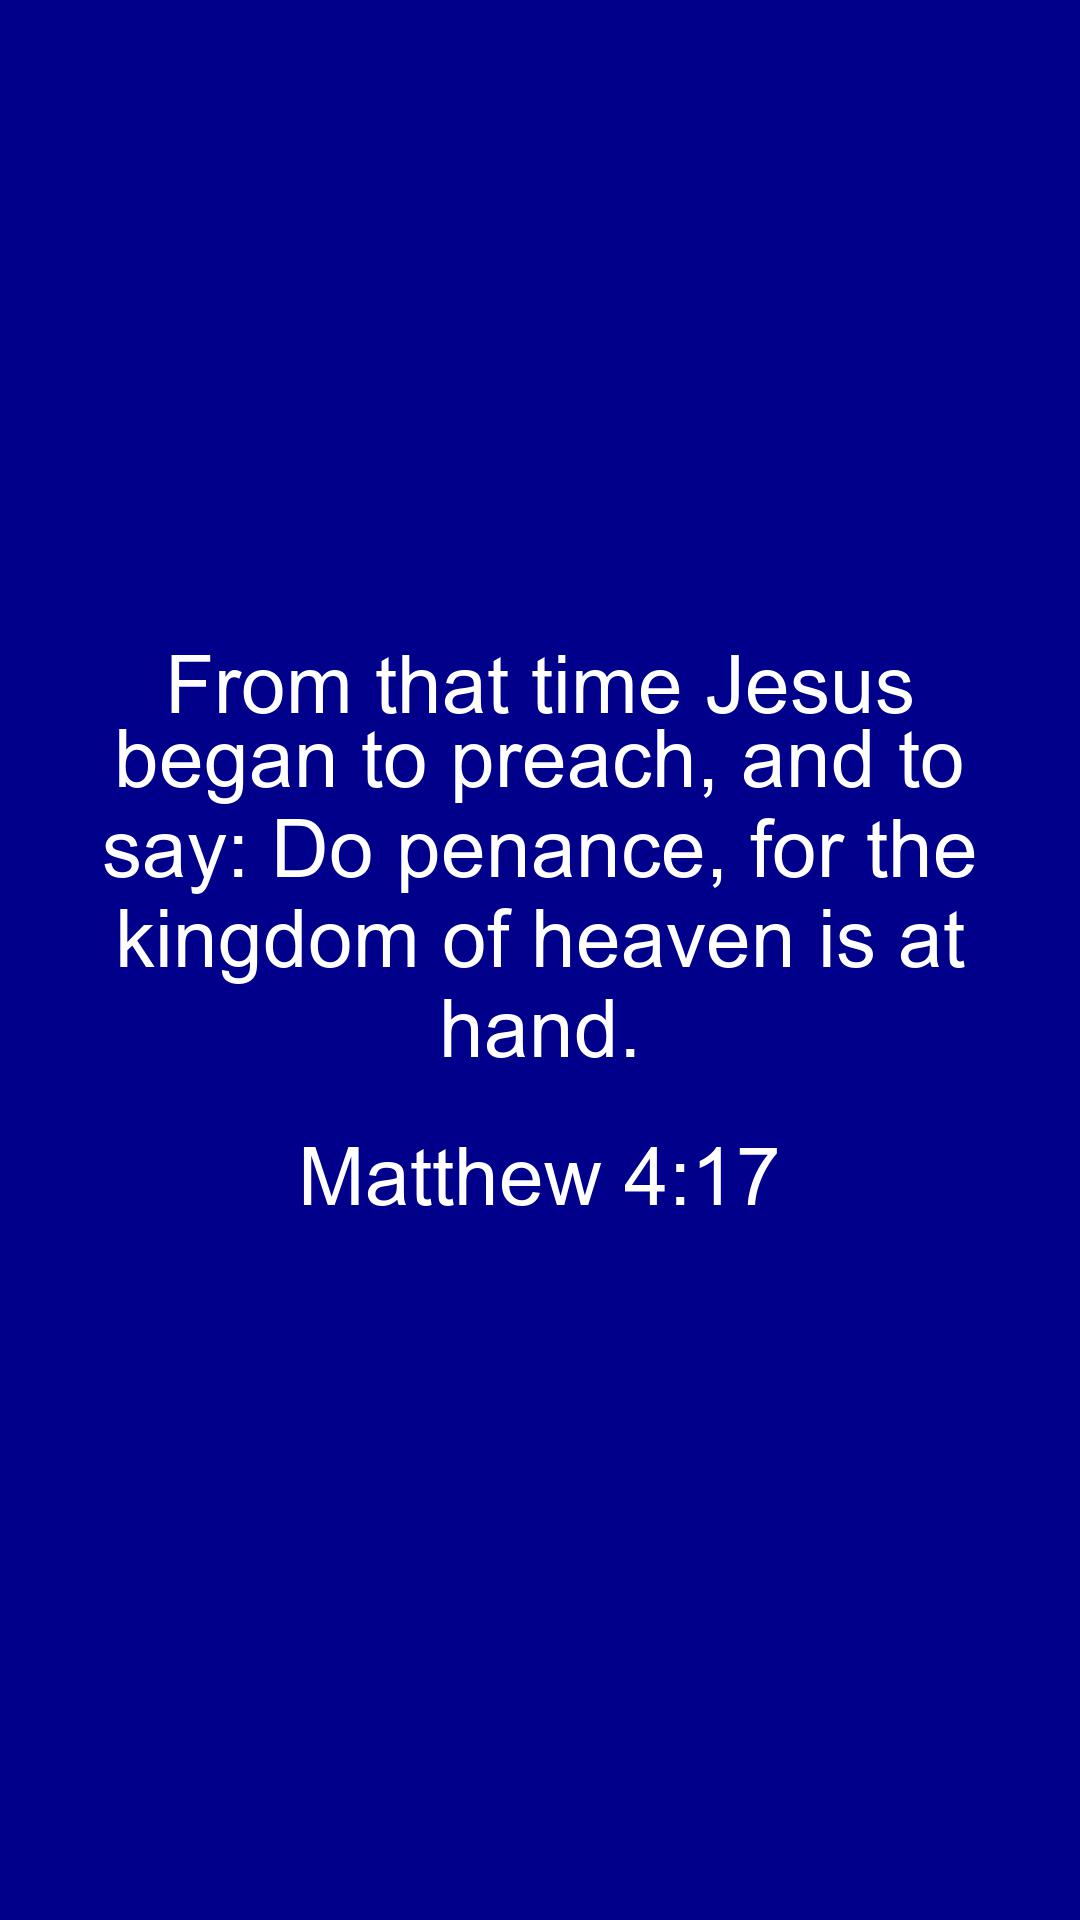 From that time Jesus
began to preach, and to
say: Do penance, for the
kingdom of heaven is at
hand.
Matthew 4:17